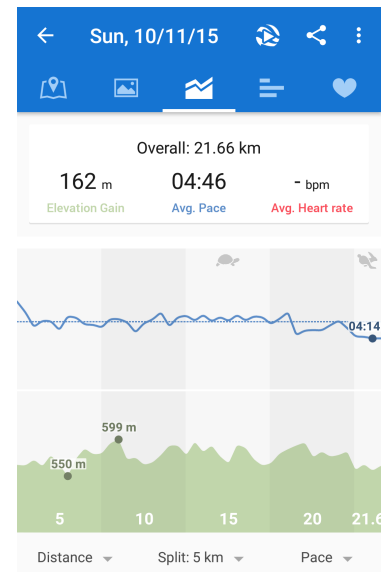 Sun, 10/11/15
Overall: 21.66 km
162 m 04:46 - bpm
Elevation Gain Avg. Pace Avg. Heart rate
04:14
599 m
550 m
5 10 15 20 21.6
Distance Split: 5 km Pace